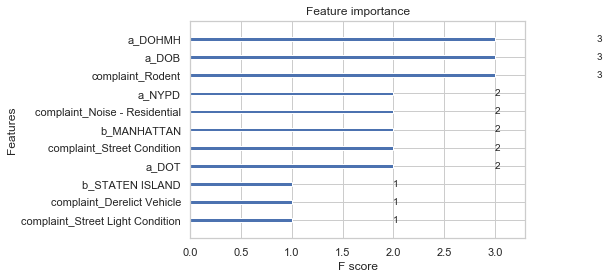 Feature importance
a_DOHMH 3
a_DOB 3
complaint_Rodent 3
a_NYPD 2
complaint_Noise - Residential 2
b_MANHATTAN 2
complaint_Street Condition 2
a_DOT 2
b_STATEN ISLAND 1
complaint_Derelict Vehicle 1
complaint_Street Light Condition 1
Features
0.0 0.5 1.0 1.5 2.0 2.5 3.0
F score